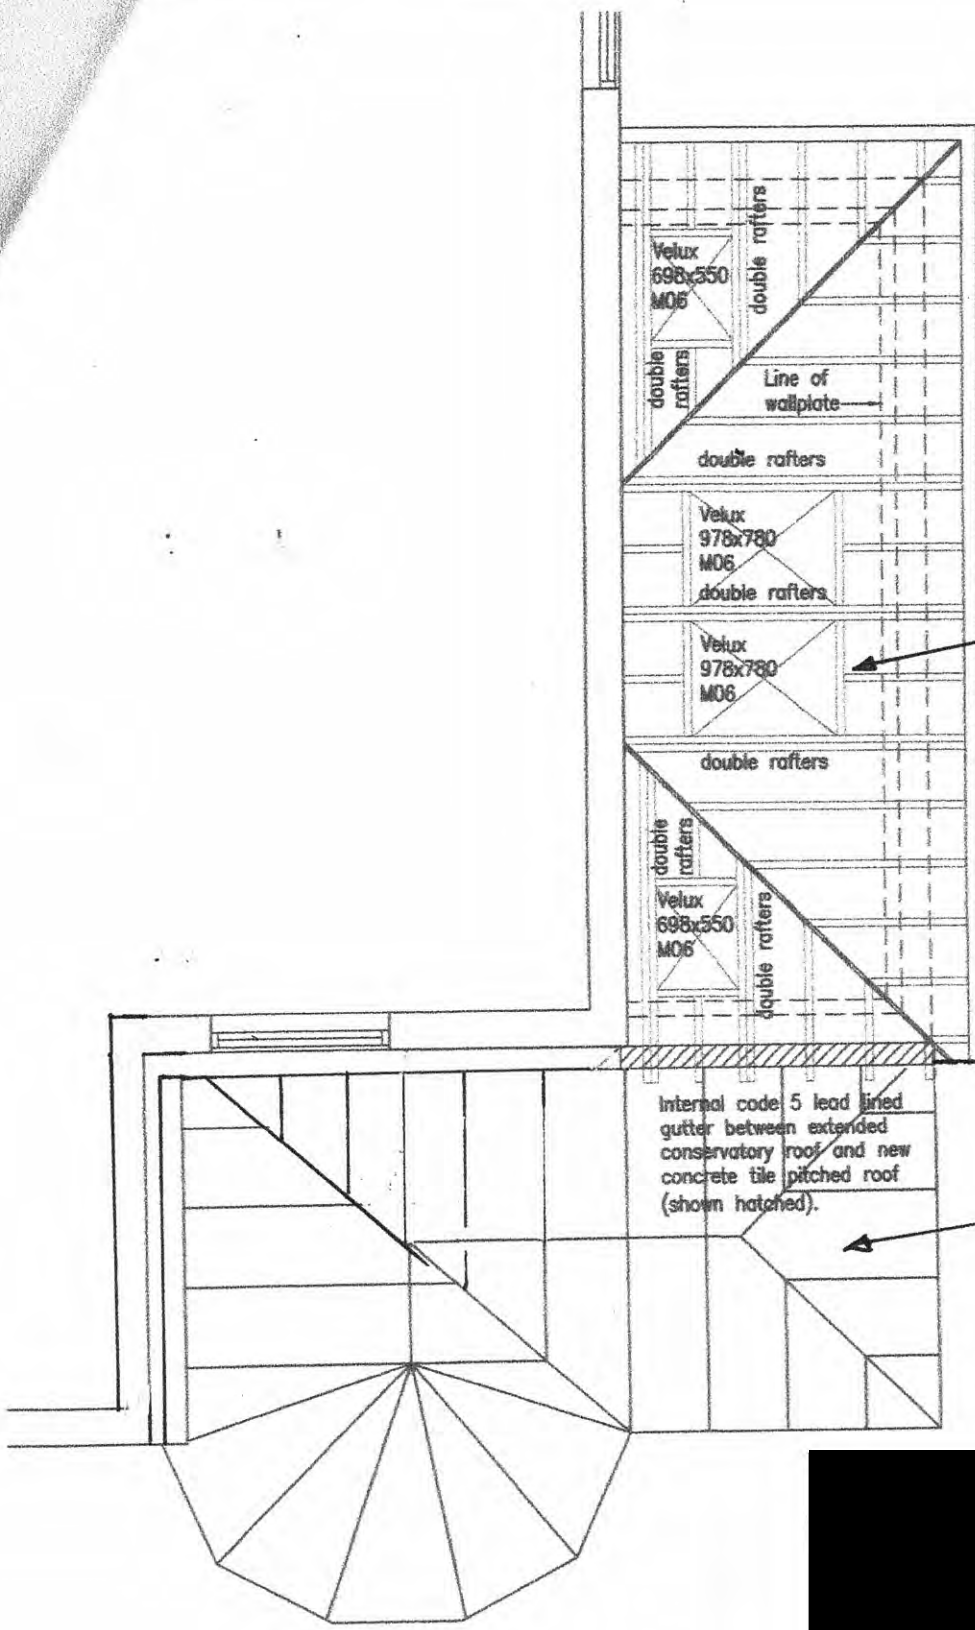 Velux
698x550
M06
double rafters
double
rafters
Line of
wallplate
double rafters
Velux
978x780
M06
double rafters
Velux
978x780
M06
double rafters
double
rafters
Velux
698x550
M06
double rafters
Internal code 5 lead lined
gutter between extended
conservatory roof and new
concrete tile pitched roof
(shown hatched).